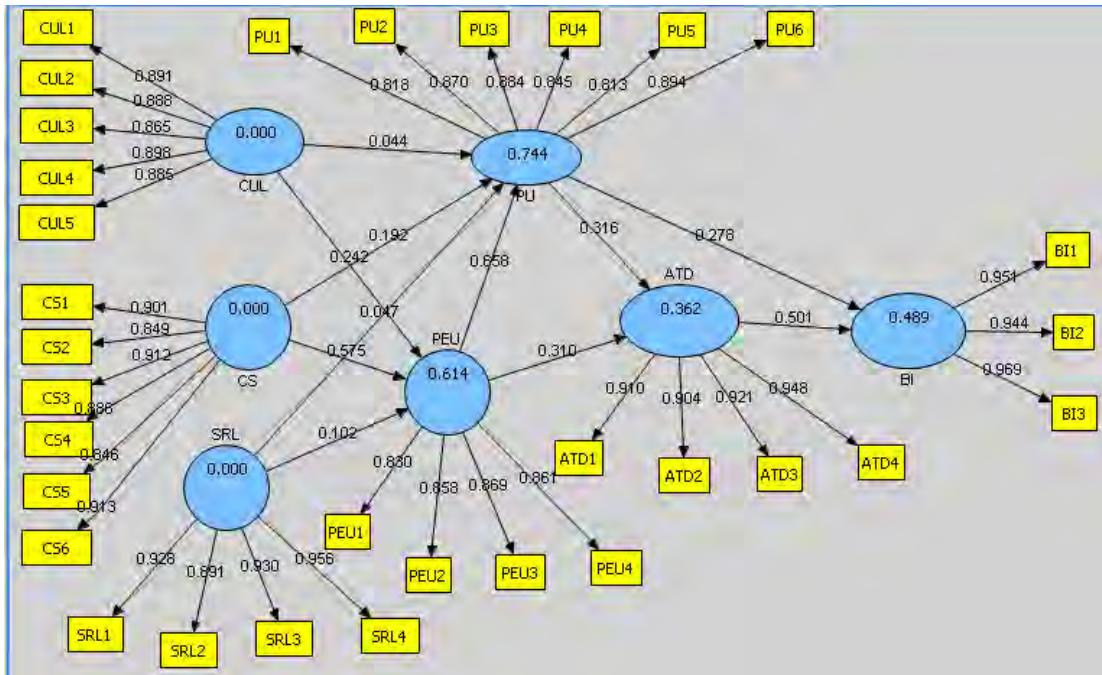 CUL1
CUL2
CUL3
CUL4
CUL5
0.891
0.888
0.865
0.898
0.885
0.000
CUL
PU1
PU2
PU3
PU4
PU5
PU6
0.818
0.870
0.884
0.845
0.813
0.894
0.744
PU
0.044
0.242
0.192
0.047
0.658
0.316
0.278
CS1
CS2
CS3
CS4
CS5
CS6
0.901
0.849
0.912
0.886
0.846
0.913
0.000
CS
0.575
PEU
0.614
0.310
ATD
0.362
0.501
0.489
BI
0.951
0.944
0.969
BI1
BI2
BI3
0.910
0.904
0.921
0.948
ATD1
ATD2
ATD3
ATD4
SRL
0.000
0.102
0.830
0.858
0.869
0.861
PEU1
PEU2
PEU3
PEU4
0.928
0.891
0.930
0.956
SRL1
SRL2
SRL3
SRL4